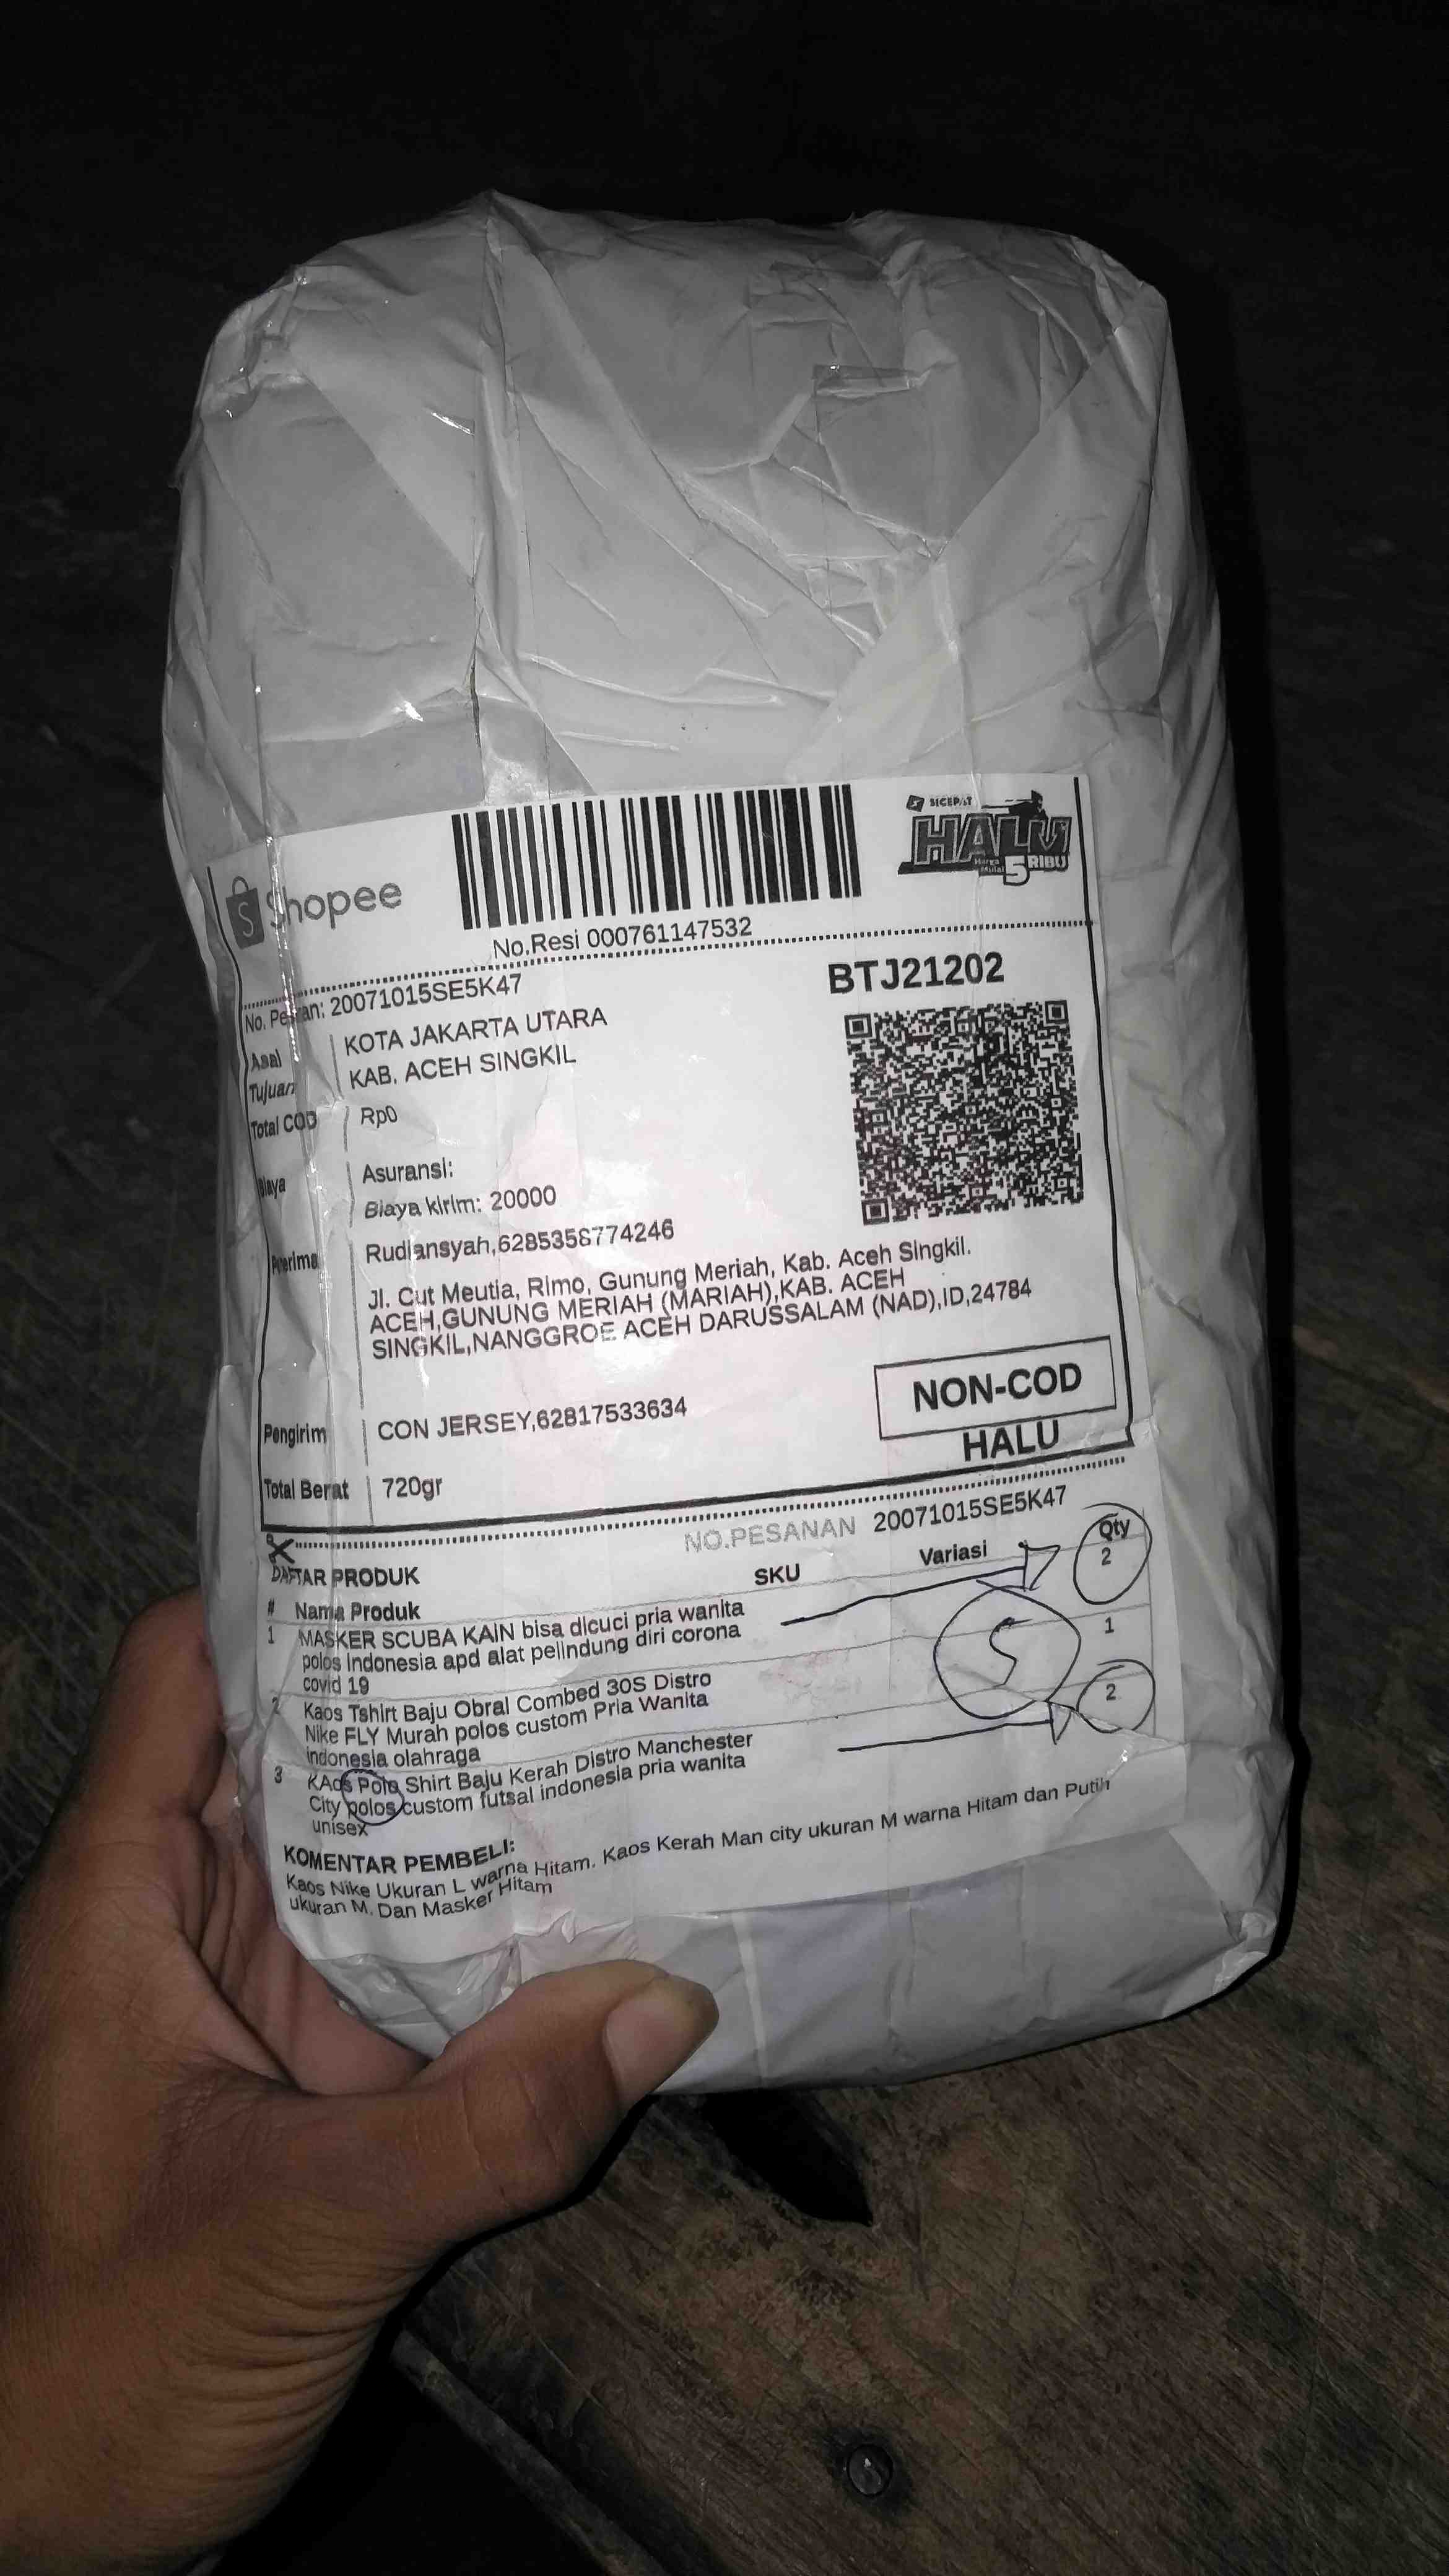 Shopee
SICEPAT
HALU
Harga Mulai 5 RIBU
No.Resi 000761147532
No. Pesanan: 20071015SE5K47
BTJ21202
Asal KOTA JAKARTA UTARA
Tujuan KAB. ACEH SINGKIL
Total COD Rp0
Biaya Asuransi:
Biaya kirim: 20000
Penerima Rudiansyah,6285358774246
Jl. Cut Meutia, Rimo, Gunung Meriah, Kab. Aceh Singkil.
ACEH,GUNUNG MERIAH (MARIAH),KAB. ACEH
SINGKIL,NANGGROE ACEH DARUSSALAM (NAD),ID,24784
NON-COD
Pengirim CON JERSEY,62817533634
HALU
Total Berat 720gr
NO.PESANAN 20071015SE5K47
DAFTAR PRODUK
# Nama Produk SKU Variasi Qty
1 MASKER SCUBA KAIN bisa dicuci pria wanita 2
polos Indonesia apd alat pelindung diri corona
covid 19
2 Kaos Tshirt Baju Obral Combed 30S Distro 1
Nike FLY Murah polos custom Pria Wanita
indonesia olahraga
3 KAos Polo Shirt Baju Kerah Distro Manchester 2
City polos custom futsal indonesia pria wanita
unisex
5
KOMENTAR PEMBELI:
Kaos Nike Ukuran L warna Hitam. Kaos Kerah Man city ukuran M warna Hitam dan Putih
ukuran M. Dan Masker Hitam